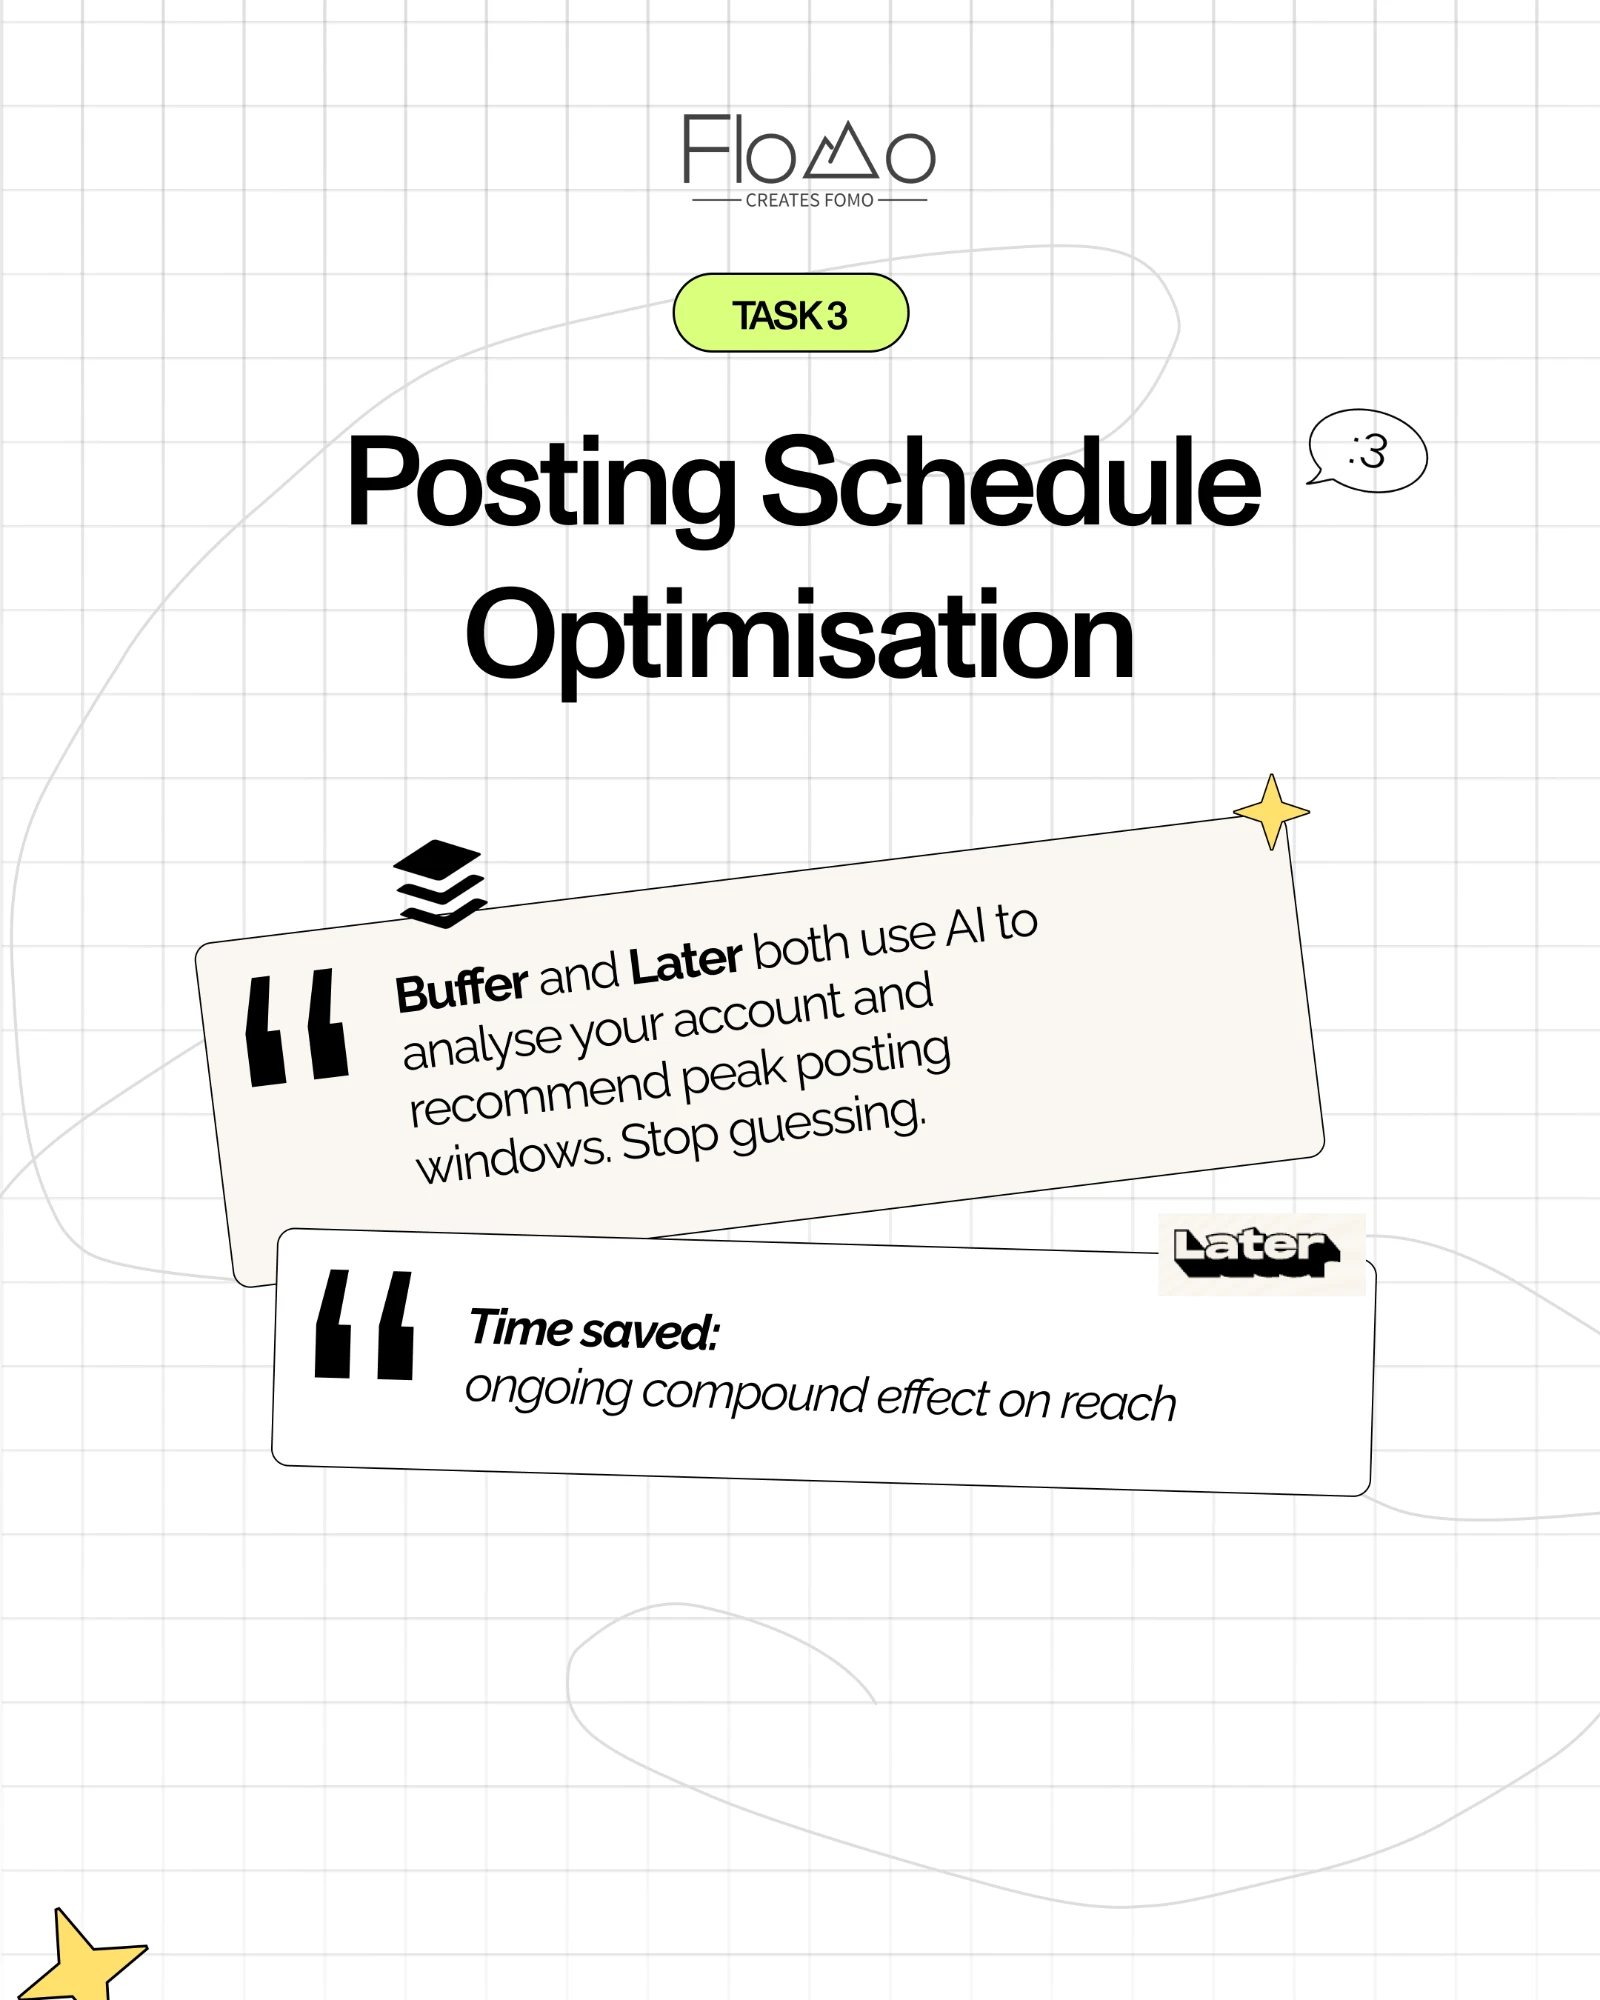 Flo o
CREATES FOMO
TASK 3
Posting Schedule
Optimisation
:3
Buffer and Later both use AI to
analyse your account and
recommend peak posting
windows. Stop guessing.
Later
Time saved:
ongoing compound effect on reach